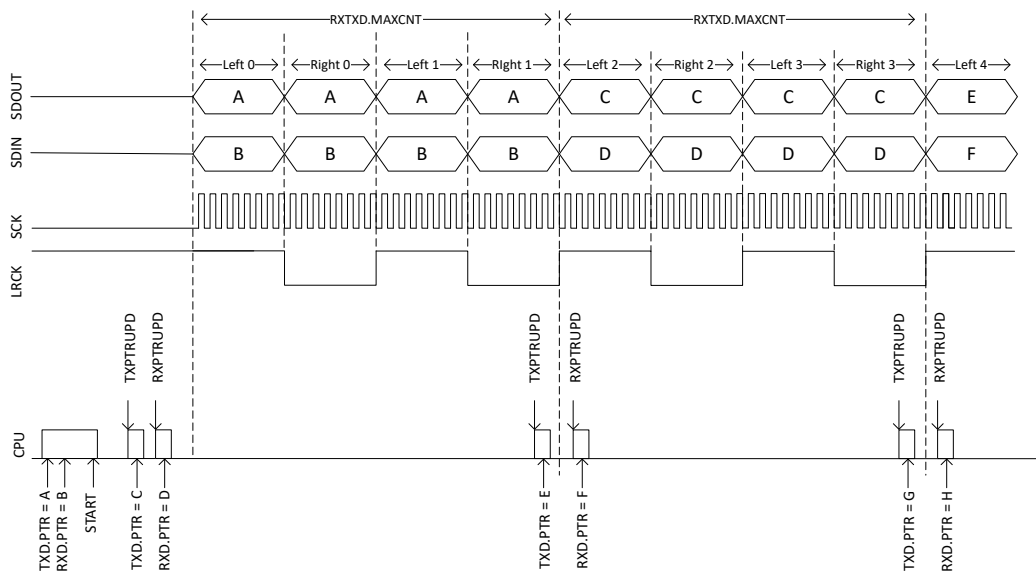 RXTXD.MAXCNT RXTXD.MAXCNT
Left 0 Right 0 Left 1 RIght 1 Left 2 Right 2 Left 3 Right 3 Left 4
SDOUT A A A A C C C C E
SDIN B B B B D D D D F
SCK
LRCK
TXPTRUPD RXPTRUPD TXPTRUPD RXPTRUPD TXPTRUPD RXPTRUPD
CPU
TXD.PTR = A RXD.PTR = B START TXD.PTR = C RXD.PTR = D TXD.PTR = E RXD.PTR = F TXD.PTR = G RXD.PTR = H